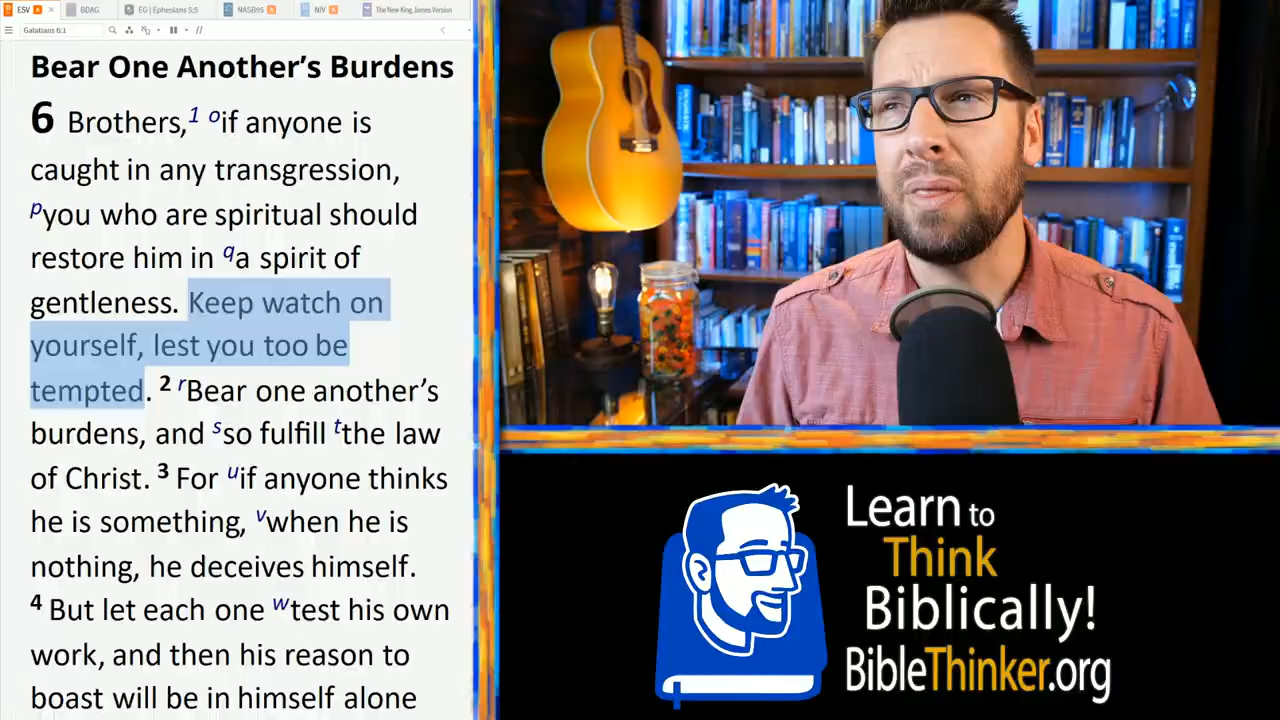 ESV A BDAG EG | Ephesians 5:5 NASB95 NIV The New King James Version
Galatians 6:1
Bear One Another’s Burdens
6 Brothers,1 oif anyone is
caught in any transgression,
pyou who are spiritual should
restore him in qa spirit of
gentleness. Keep watch on
yourself, lest you too be
tempted. 2 rBear one another’s
burdens, and sso fulfill tthe law
of Christ. 3 For uif anyone thinks
he is something, vwhen he is
nothing, he deceives himself.
4 But let each one wtest his own
work, and then his reason to
boast will be in himself alone
Learn to
Think
Biblically!
BibleThinker.org